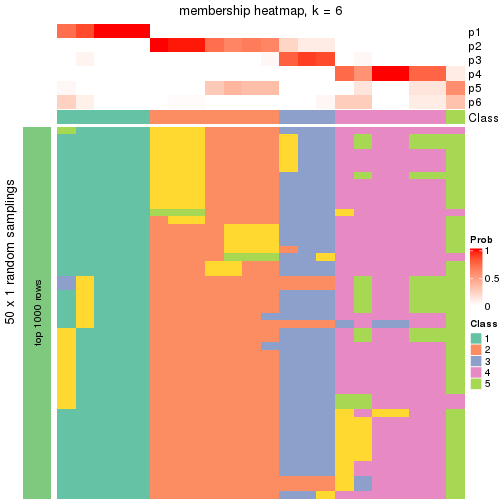 membership heatmap, k = 6
p1
p2
p3
p4
p5
p6
Class
50 x 1 random samplings
top 1000 rows
Prob
1
0.5
0
Class
1
2
3
4
5